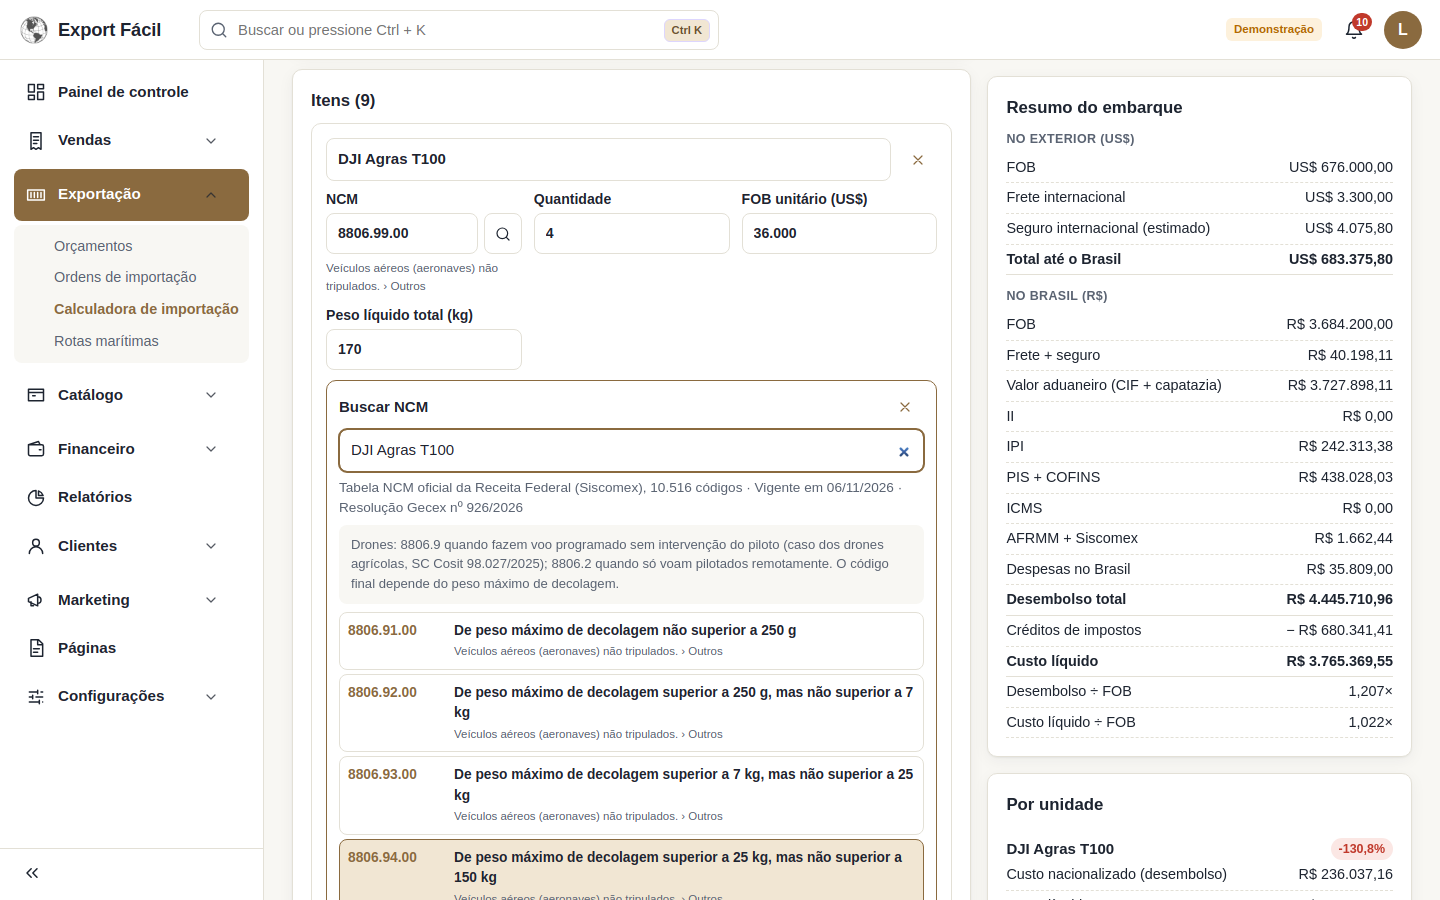 Export Fácil
Buscar ou pressione Ctrl + K
Ctrl K
Demonstração
10
L
Painel de controle
Vendas
Exportação
Orçamentos
Ordens de importação
Calculadora de importação
Rotas marítimas
Catálogo
Financeiro
Relatórios
Clientes
Marketing
Páginas
Configurações
Itens (9)
DJI Agras T100
NCM
Quantidade
FOB unitário (US$)
8806.99.00
4
36.000
Veículos aéreos (aeronaves) não
tripulados. › Outros
Peso líquido total (kg)
170
Buscar NCM
DJI Agras T100
Tabela NCM oficial da Receita Federal (Siscomex), 10.516 códigos · Vigente em 06/11/2026 ·
Resolução Gecex nº 926/2026
Drones: 8806.9 quando fazem voo programado sem intervenção do piloto (caso dos drones
agrícolas, SC Cosit 98.027/2025); 8806.2 quando só voam pilotados remotamente. O código
final depende do peso máximo de decolagem.
8806.91.00
De peso máximo de decolagem não superior a 250 g
Veículos aéreos (aeronaves) não tripulados. › Outros
8806.92.00
De peso máximo de decolagem superior a 250 g, mas não superior a 7
kg
Veículos aéreos (aeronaves) não tripulados. › Outros
8806.93.00
De peso máximo de decolagem superior a 7 kg, mas não superior a 25
kg
Veículos aéreos (aeronaves) não tripulados. › Outros
8806.94.00
De peso máximo de decolagem superior a 25 kg, mas não superior a
150 kg
Veículos aéreos (aeronaves) não tripulados. › Outros
Resumo do embarque
NO EXTERIOR (US$)
FOB US$ 676.000,00
Frete internacional US$ 3.300,00
Seguro internacional (estimado) US$ 4.075,80
Total até o Brasil US$ 683.375,80
NO BRASIL (R$)
FOB R$ 3.684.200,00
Frete + seguro R$ 40.198,11
Valor aduaneiro (CIF + capatazia) R$ 3.727.898,11
II R$ 0,00
IPI R$ 242.313,38
PIS + COFINS R$ 438.028,03
ICMS R$ 0,00
AFRMM + Siscomex R$ 1.662,44
Despesas no Brasil R$ 35.809,00
Desembolso total R$ 4.445.710,96
Créditos de impostos − R$ 680.341,41
Custo líquido R$ 3.765.369,55
Desembolso ÷ FOB 1,207×
Custo líquido ÷ FOB 1,022×
Por unidade
DJI Agras T100 -130,8%
Custo nacionalizado (desembolso) R$ 236.037,16